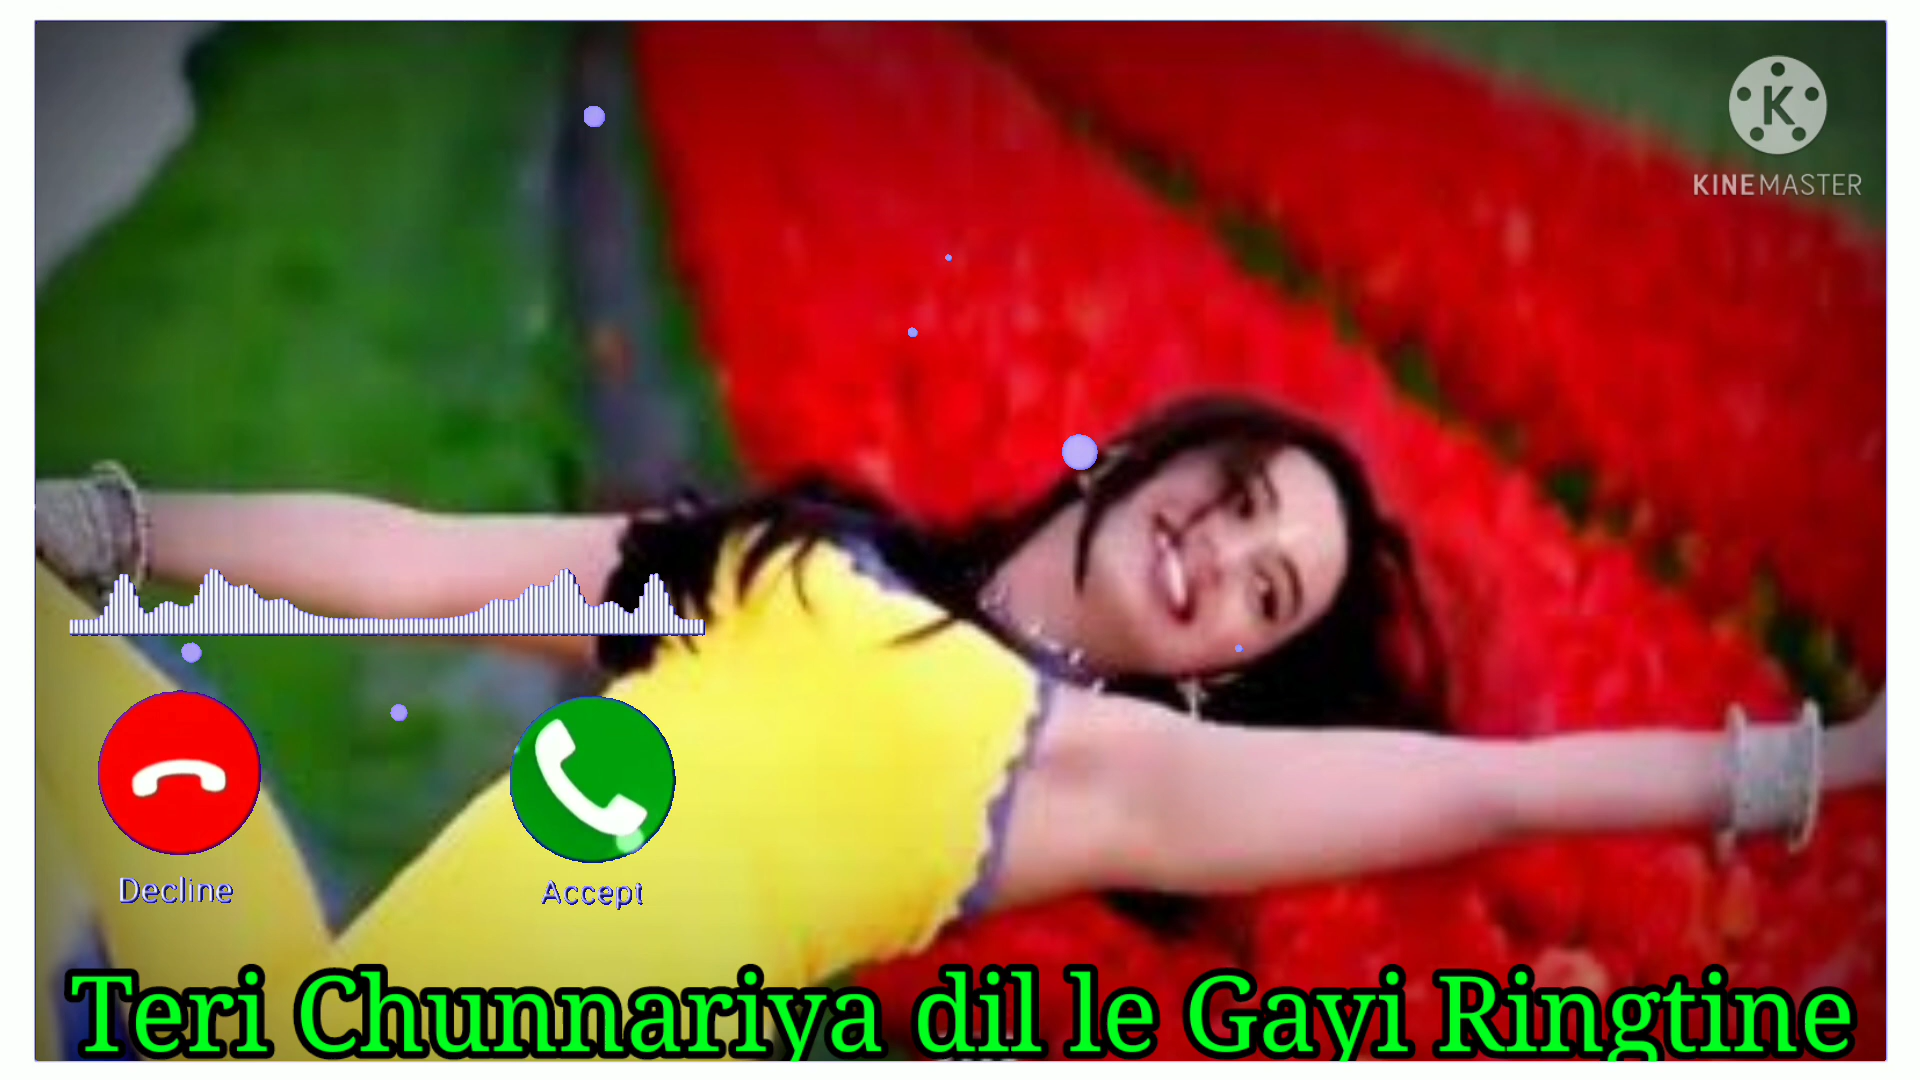 K
KINEMASTER
Decline
Accept
Teri Chunnariya dil le Gayi Ringtine